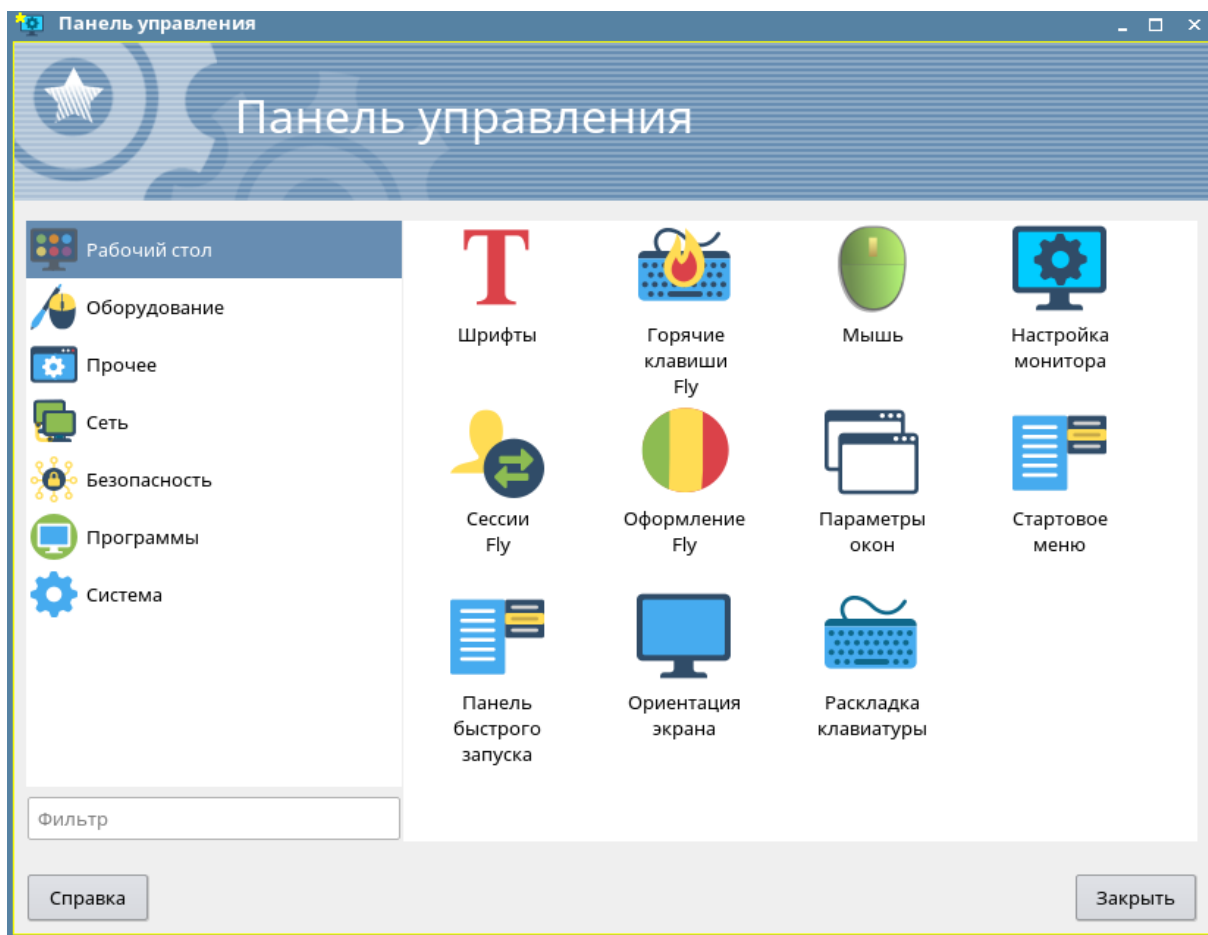 Панель управления
Панель управления
Рабочий стол
Оборудование
Прочее
Сеть
Безопасность
Программы
Система
Фильтр
Шрифты
Горячие
клавиши
Fly
Мышь
Настройка
монитора
Сессии
Fly
Оформление
Fly
Параметры
окон
Стартовое
меню
Панель
быстрого
запуска
Ориентация
экрана
Раскладка
клавиатуры
Справка
Закрыть